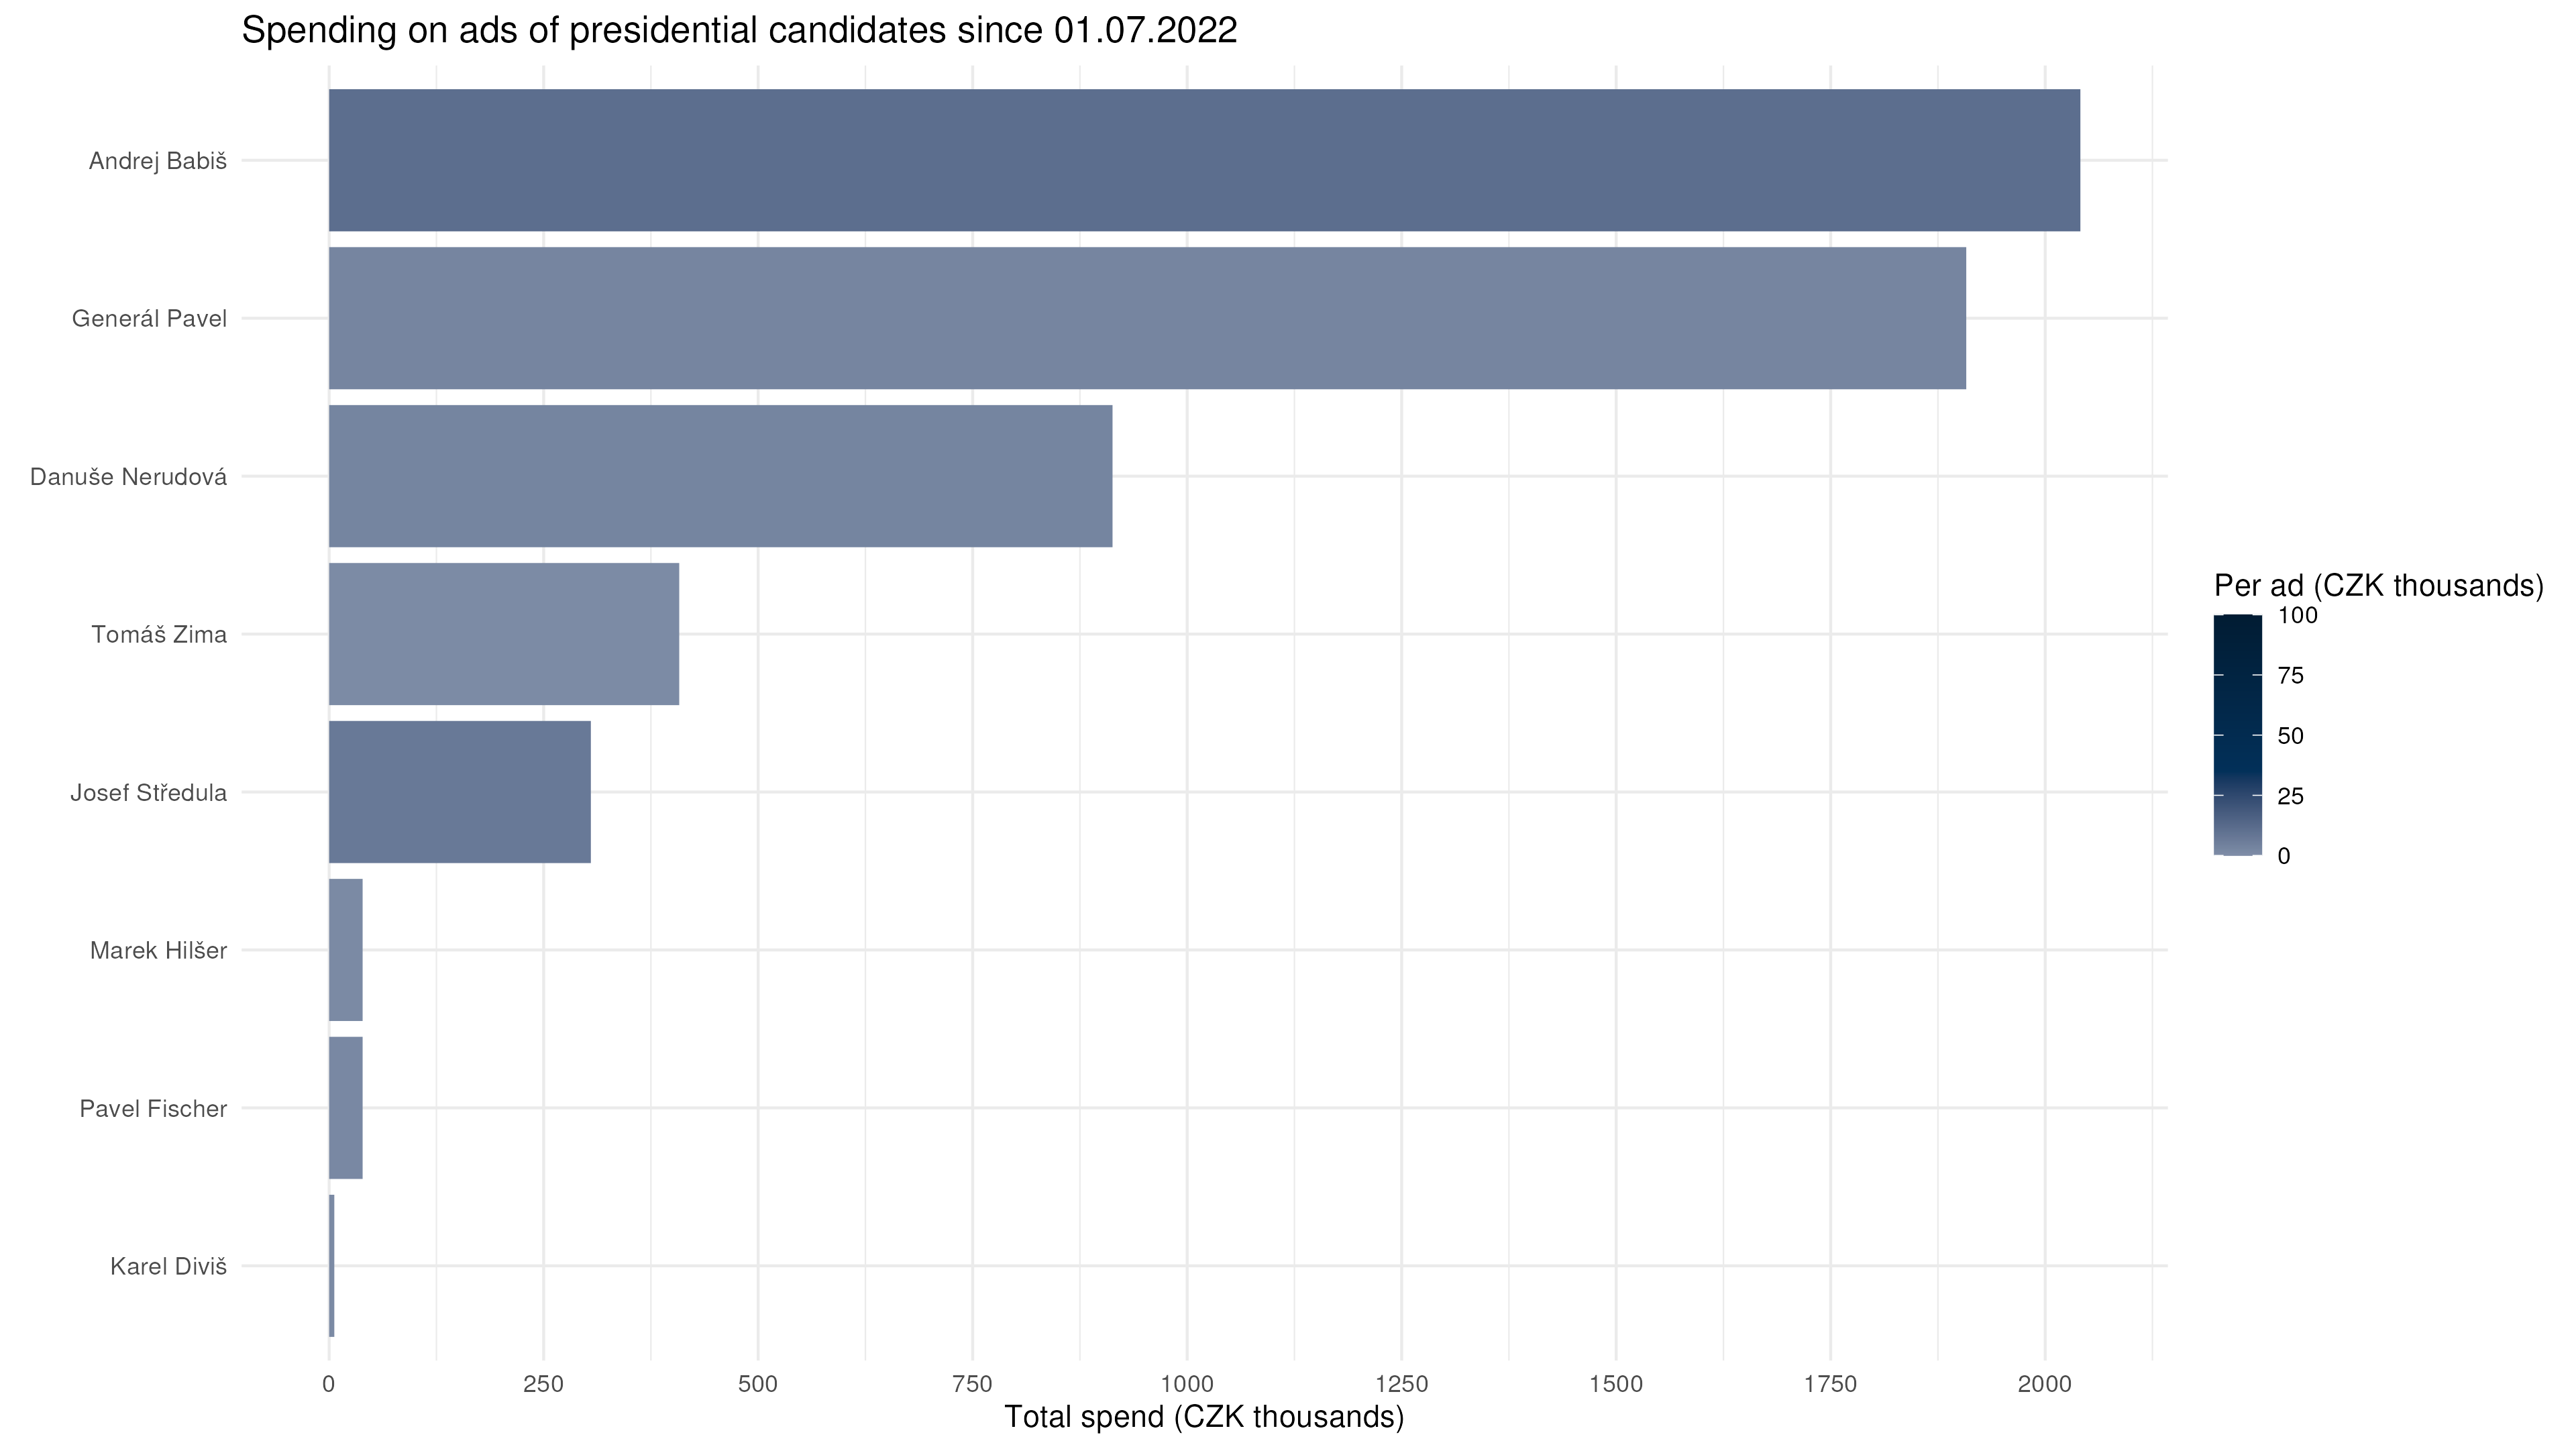 Spending on ads of presidential candidates since 01.07.2022
Andrej Babiš
Generál Pavel
Danuše Nerudová
Tomáš Zima
Josef Středula
Marek Hilšer
Pavel Fischer
Karel Diviš
0 250 500 750 1000 1250 1500 1750 2000
Total spend (CZK thousands)
Per ad (CZK thousands)
100
75
50
25
0